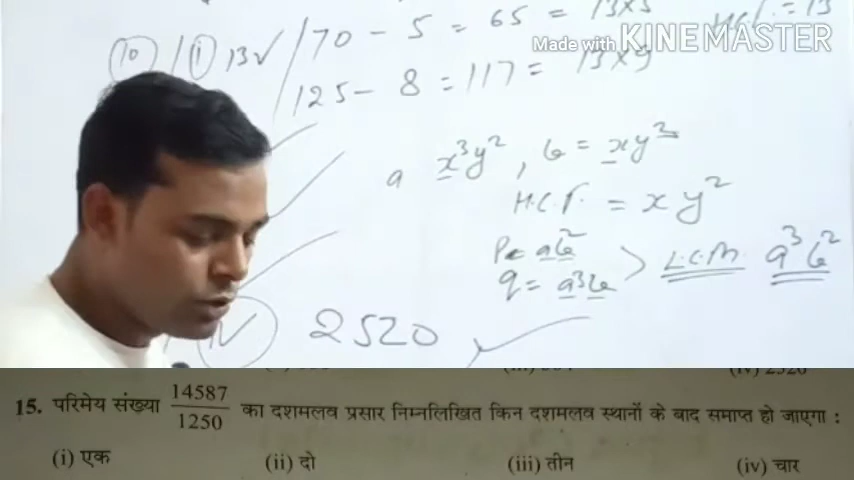 70 - 5 = 65 = 13×5
Made with KINEMASTER
10 (i) 13✓
125 - 8 = 117 = 13×9
a x³y², b = xy³
H.C.F. = xy²
P = ab²
q = a³b > L.C.M. a³b²
iv 2520 ✓
15. परिमेय संख्या 14587/1250 का दशमलव प्रसार निम्नलिखित किन दशमलव स्थानों के बाद समाप्त हो जाएगा :
(i) एक (ii) दो (iii) तीन (iv) चार